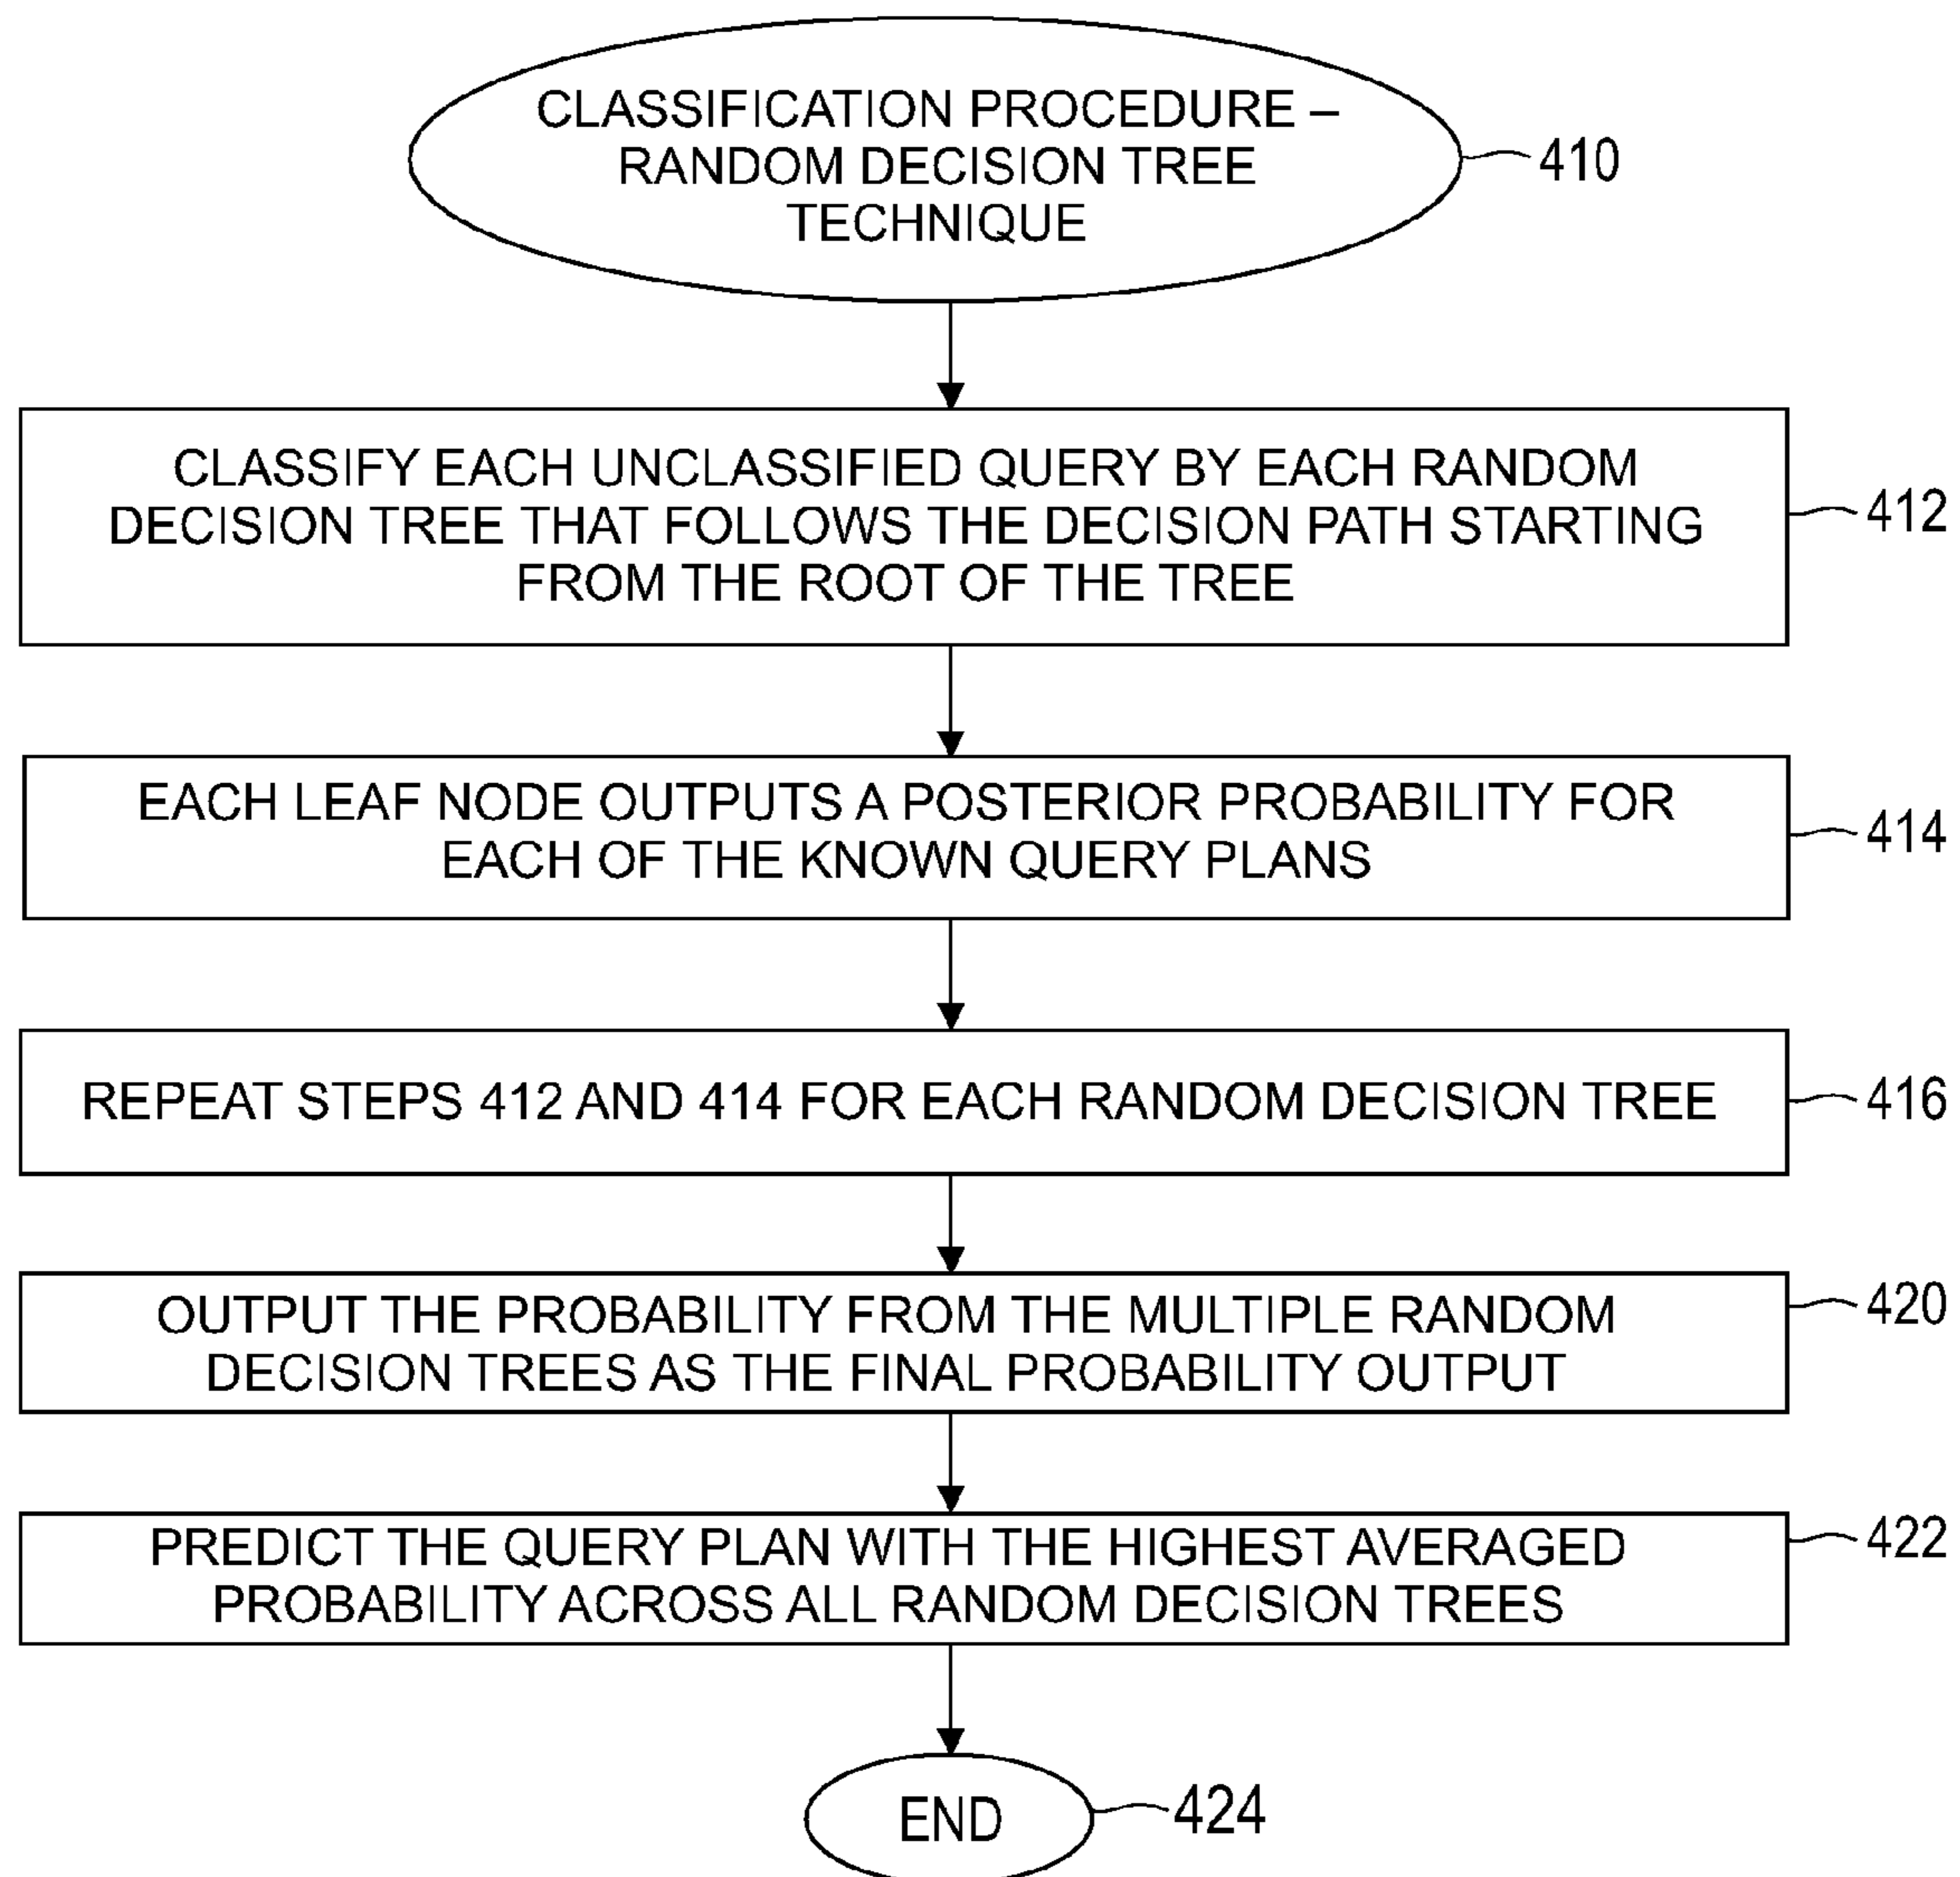 CLASSIFICATION PROCEDURE –
RANDOM DECISION TREE
TECHNIQUE
410
CLASSIFY EACH UNCLASSIFIED QUERY BY EACH RANDOM
DECISION TREE THAT FOLLOWS THE DECISION PATH STARTING
FROM THE ROOT OF THE TREE
412
EACH LEAF NODE OUTPUTS A POSTERIOR PROBABILITY FOR
EACH OF THE KNOWN QUERY PLANS
414
REPEAT STEPS 412 AND 414 FOR EACH RANDOM DECISION TREE
416
OUTPUT THE PROBABILITY FROM THE MULTIPLE RANDOM
DECISION TREES AS THE FINAL PROBABILITY OUTPUT
420
PREDICT THE QUERY PLAN WITH THE HIGHEST AVERAGED
PROBABILITY ACROSS ALL RANDOM DECISION TREES
422
END
424